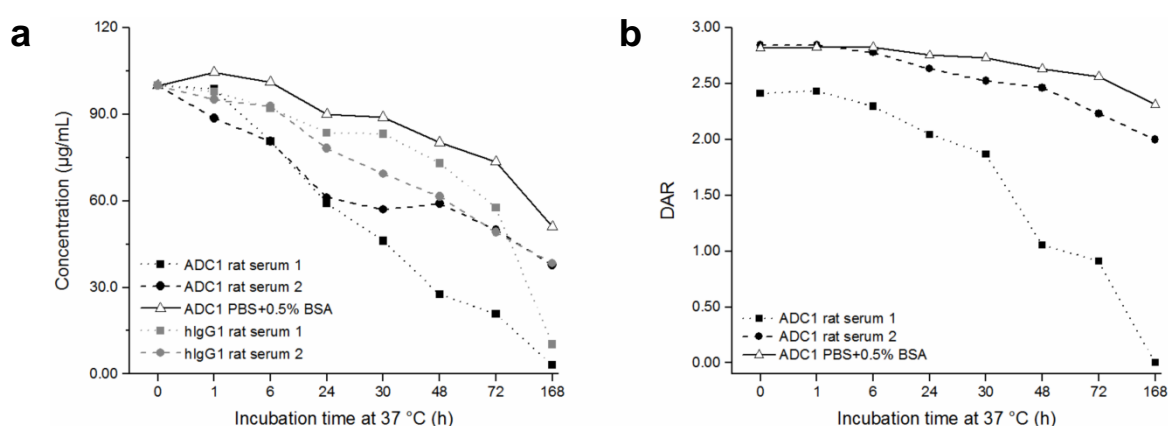 a
120
90.0
60.0
30.0
0.00
Concentration (µg/mL)
ADC1 rat serum 1
ADC1 rat serum 2
ADC1 PBS+0.5% BSA
hIgG1 rat serum 1
hIgG1 rat serum 2
0 1 6 24 30 48 72 168
Incubation time at 37 °C (h)
b
3.00
2.50
2.00
1.50
1.00
0.50
0.00
DAR
ADC1 rat serum 1
ADC1 rat serum 2
ADC1 PBS+0.5% BSA
0 1 6 24 30 48 72 168
Incubation time at 37 °C (h)